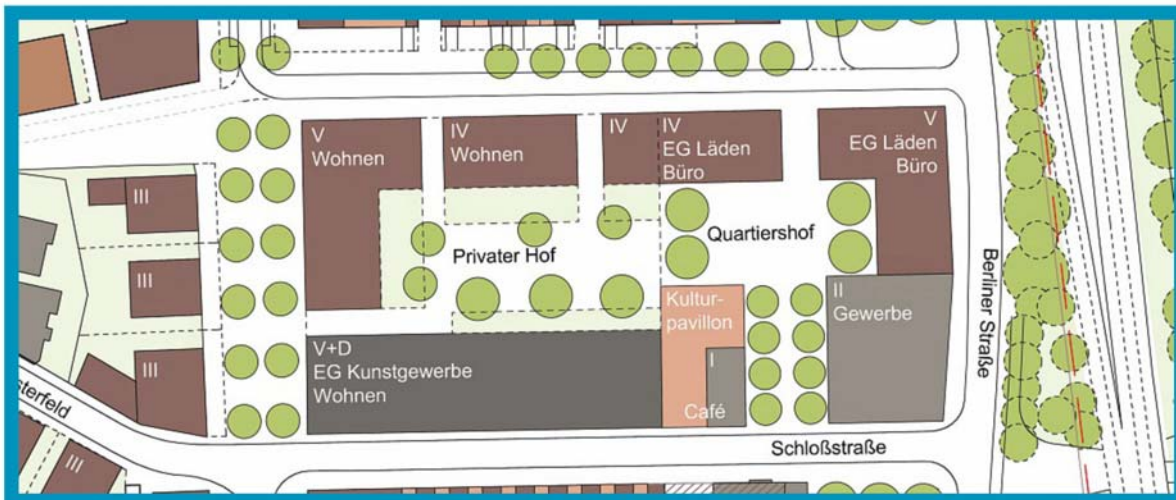 V
Wohnen
IV
Wohnen
IV
IV
EG Läden
Büro
V
EG Läden
Büro
III
III
III
III
Privater Hof
Quartiershof
Kultur-
pavillon
I
Café
II
Gewerbe
V+D
EG Kunstgewerbe
Wohnen
Berliner Straße
Schloßstraße
sterfeld